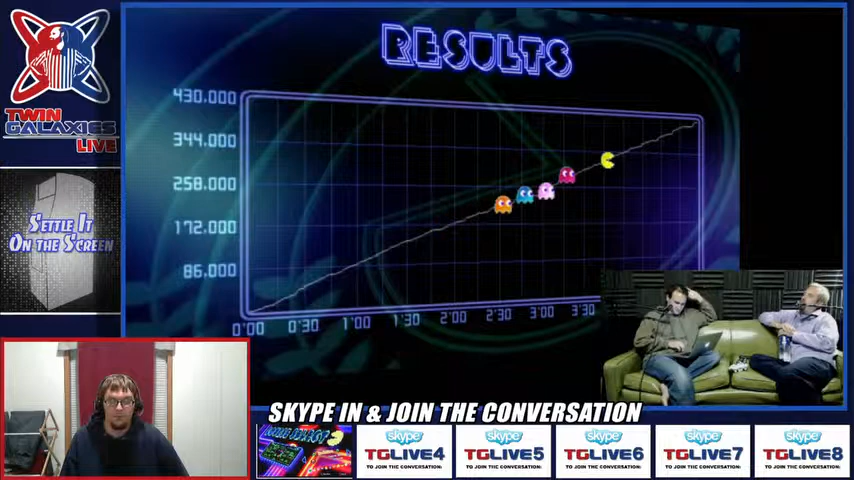 TWIN
GALAXIES
LIVE
SETTLE IT
ON THE SCREEN
RESULTS
430.000
344.000
258.000
172.000
86.000
0'00 0'30 1'00 1'30 2'00 2'30 3'00 3'30
SKYPE IN & JOIN THE CONVERSATION
skype
TGLIVE4
TO JOIN THE CONVERSATION:
skype
TGLIVE5
TO JOIN THE CONVERSATION:
skype
TGLIVE6
TO JOIN THE CONVERSATION:
skype
TGLIVE7
TO JOIN THE CONVERSATION:
skype
TGLIVE8
TO JOIN THE CONVERSATION: